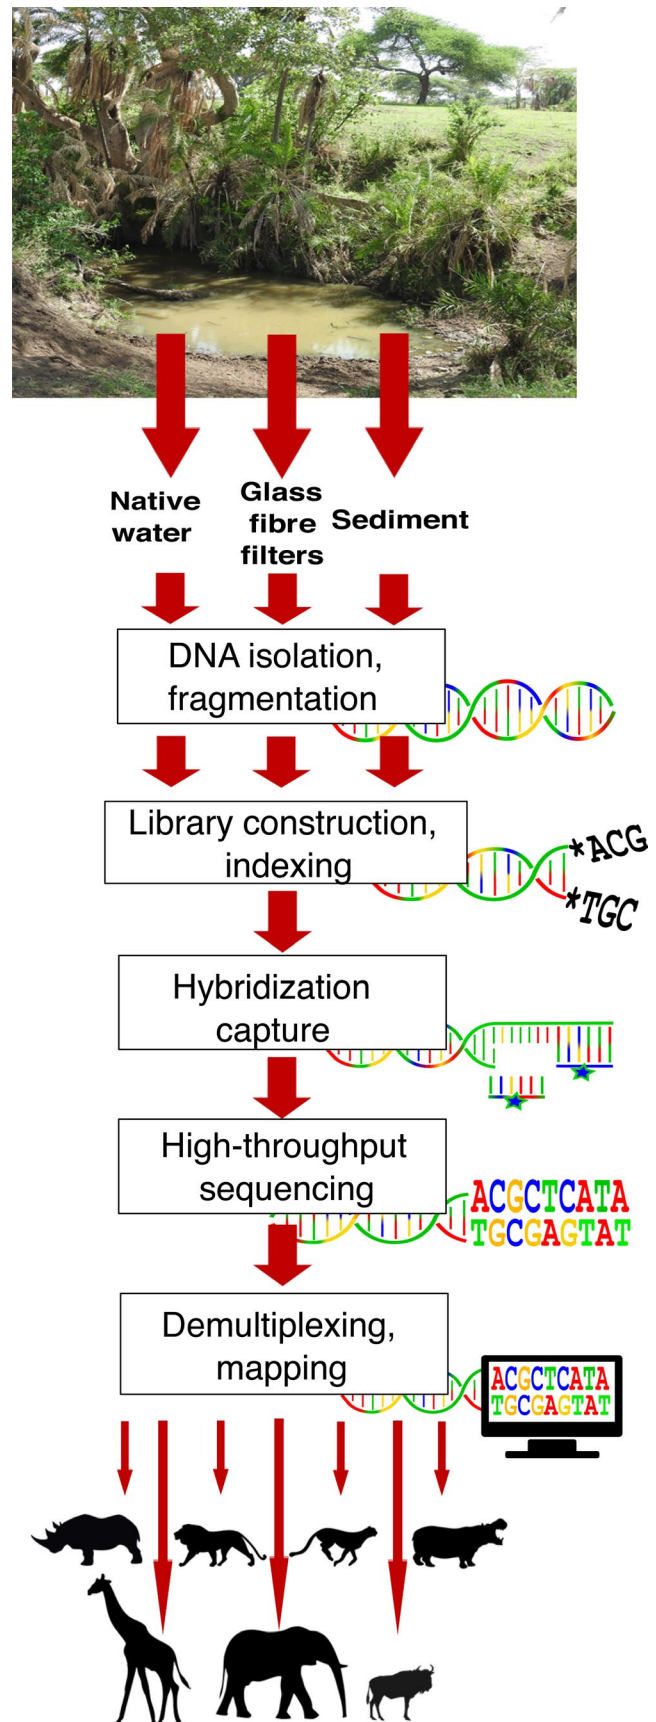 Native
water
Glass
fibre
filters
Sediment
DNA isolation,
fragmentation
Library construction,
indexing
*ACG
*TGC
Hybridization
capture
High-throughput
sequencing
ACGCTCATA
TGCGAGTAT
Demultiplexing,
mapping
ACGCTCATA
TGCGAGTAT